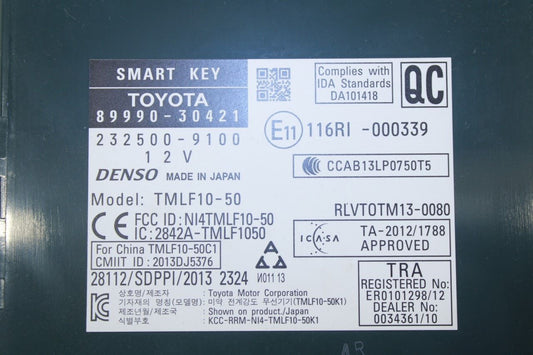 SMART KEY
TOYOTA
89990-30421
232500-9100
12V
DENSO MADE IN JAPAN
Model: TMLF10-50
FCC ID: NI4TMLF10-50
CE IC: 2842A-TMLF1050
For China TMLF10-50C1
CMIIT ID: 2013DJ5376
28112/SDPPI/2013 2324
И011 13
상호명/제조자 : Toyota Motor Corporation
기자재의 명칭(모델명): 미약 전계강도 무선기기(TMLF10-50K1)
제조년월/제조국가 : Shown on product./Japan
식별부호 : KCC-RRM-NI4-TMLF10-50K1
Complies with
IDA Standards
DA101418
QC
E11 116RI -000339
CCAB13LP0750T5
RLVTOTM13-0080
ICASA
TA-2012/1788
APPROVED
TRA
REGISTERED No:
ER0101298/12
DEALER No:
0034361/10